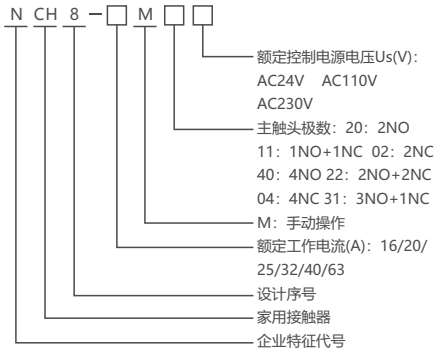 N CH 8-□ M □ □
额定控制电源电压Us(V)：
AC24V AC110V
AC230V
主触头极数：20：2NO
11：1NO+1NC 02：2NC
40：4NO 22：2NO+2NC
04：4NC 31：3NO+1NC
M：手动操作
额定工作电流(A)：16/20/
25/32/40/63
设计序号
家用接触器
企业特征代号